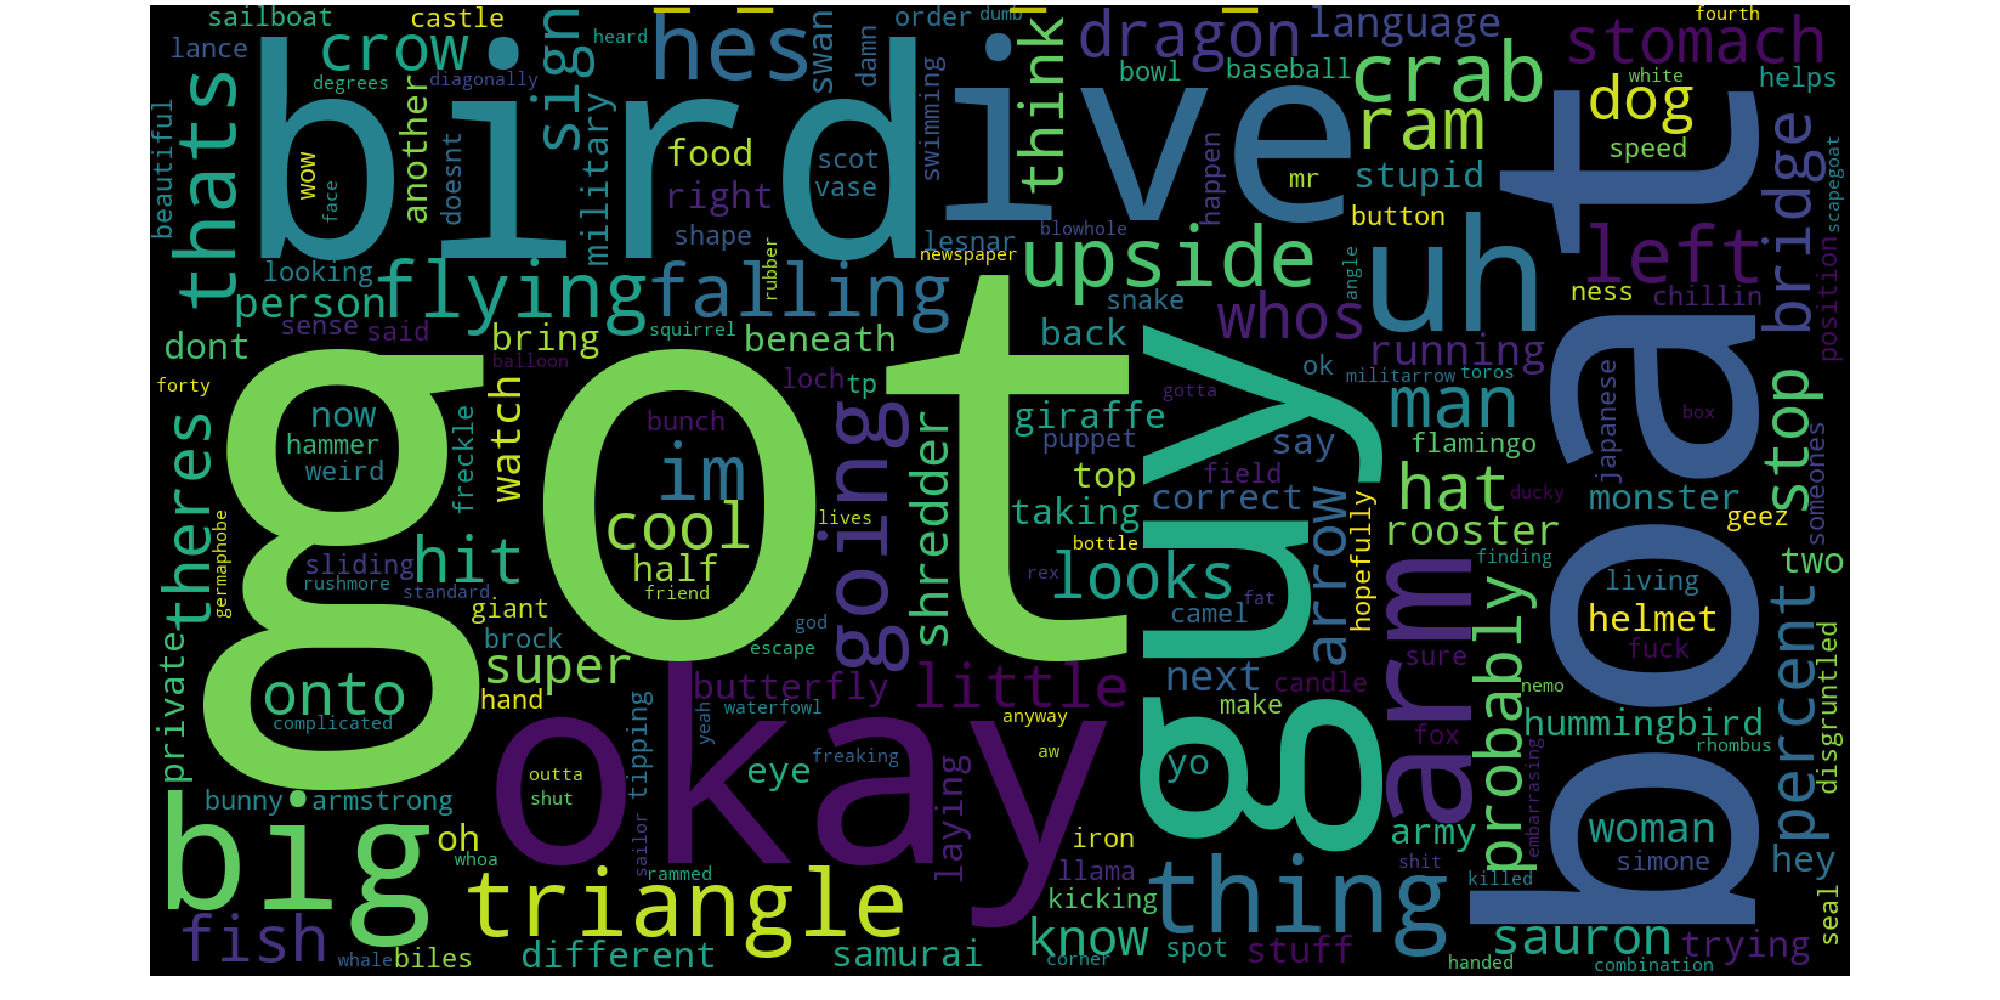 sailboat
castle
order
dumb
fourth
lance
crow
heard
sign
hes
swan
damn
think
dragon
language
stomach
degrees
diagonally
bowl
baseball
crab
white
helps
thats
bird
ive
dog
beautiful
another
doesnt
military
food
scot
swimming
ram
speed
bridge
scapegoat
wow
face
right
vase
happen
mr
stupid
boat
shape
lesnar
blowhole
button
looking
rubber
newspaper
upside
uh
left
position
person
flying
falling
snake
angle
ness
chillin
sense
said
squirrel
whos
dont
bring
beneath
back
running
balloon
loch
tp
ok
militarrow
toros
forty
got
guy
gotta
man
box
now
bunch
giraffe
japanese
stop
theres
hammer
freckle
watch
im
going
shredder
puppet
say
flamingo
someones
weird
top
field
hat
ducky
monster
cool
lives
taking
correct
arrow
hopefully
rooster
geez
germaphobe
hit
bottle
finding
sliding
half
rex
looks
arm
living
two
rushmore
standard
friend
fat
giant
god
camel
helmet
percent
private
brock
escape
probably
fuck
super
next
sure
disgruntled
onto
hand
butterfly
little
candle
nemo
complicated
yeah
waterfowl
anyway
make
hummingbird
okay
tipping
freaking
aw
fox
rhombus
outta
eye
yo
embarrasing
shut
laying
bunny
armstrong
army
woman
big
oh
sailor
iron
whoa
rammed
llama
shit
simone
hey
triangle
kicking
thing
killed
seal
fish
know
sauron
trying
whale
biles
different
samurai
corner
spot
stuff
handed
combination